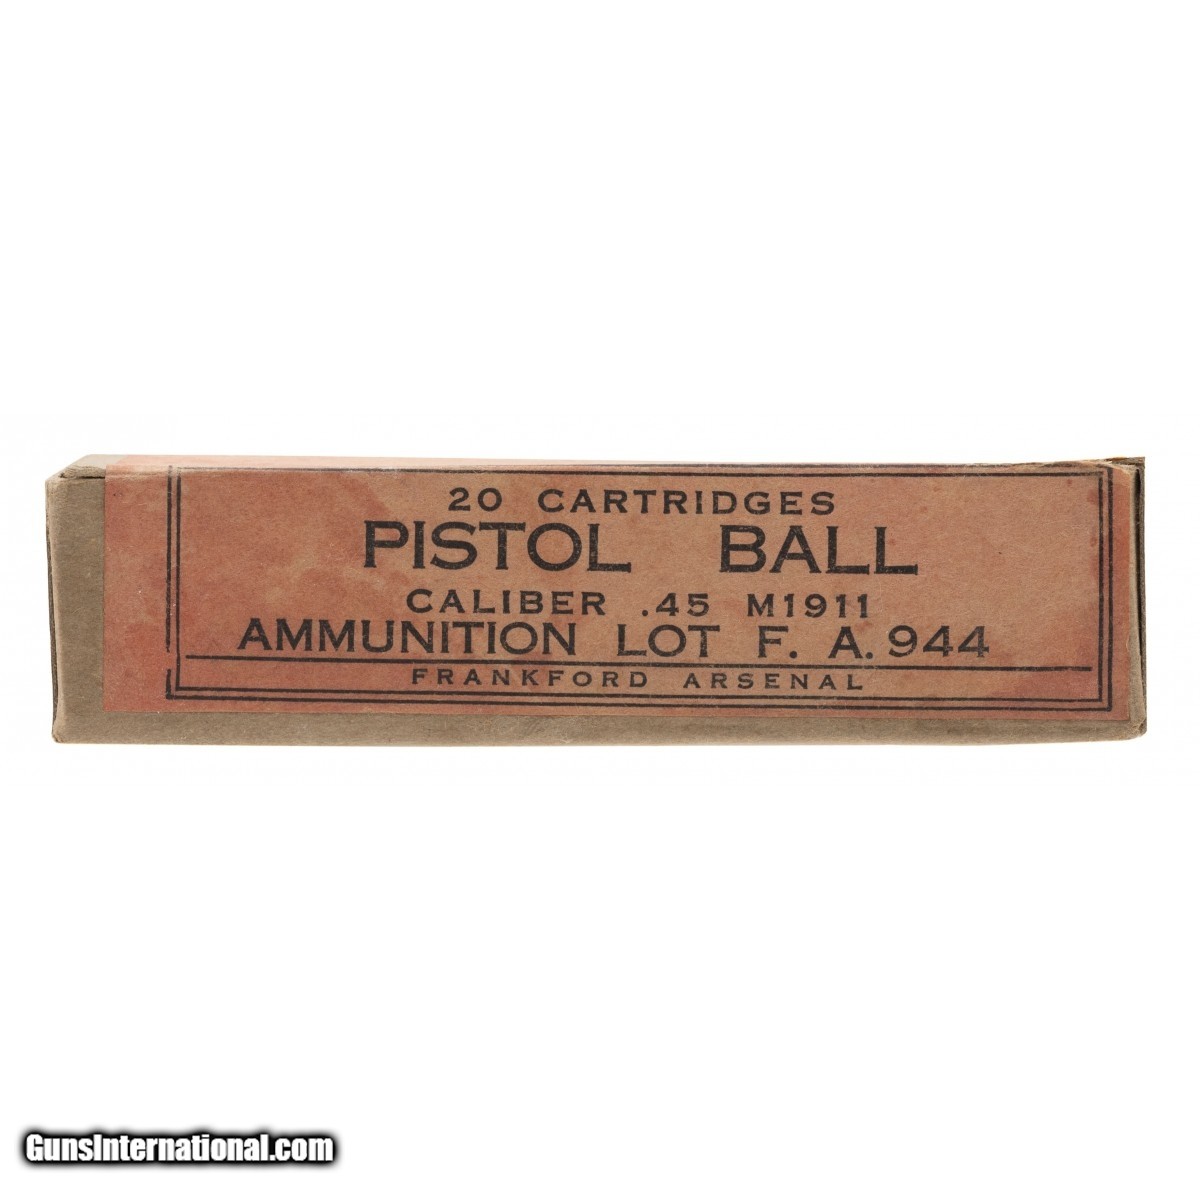 20 CARTRIDGES
PISTOL BALL
CALIBER .45 M1911
AMMUNITION LOT F. A. 944
FRANKFORD ARSENAL
GunsInternational.com